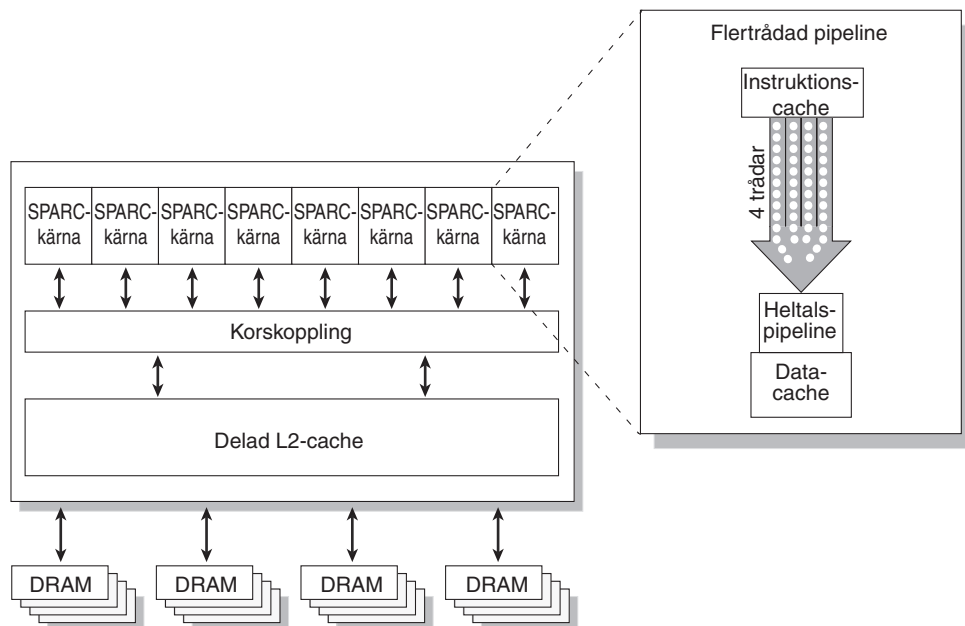 Flertrådad pipeline
Instruktions-
cache
4 trådar
Heltals-
pipeline
Data-
cache
SPARC-
kärna
SPARC-
kärna
SPARC-
kärna
SPARC-
kärna
SPARC-
kärna
SPARC-
kärna
SPARC-
kärna
SPARC-
kärna
Korskoppling
Delad L2-cache
DRAM
DRAM
DRAM
DRAM